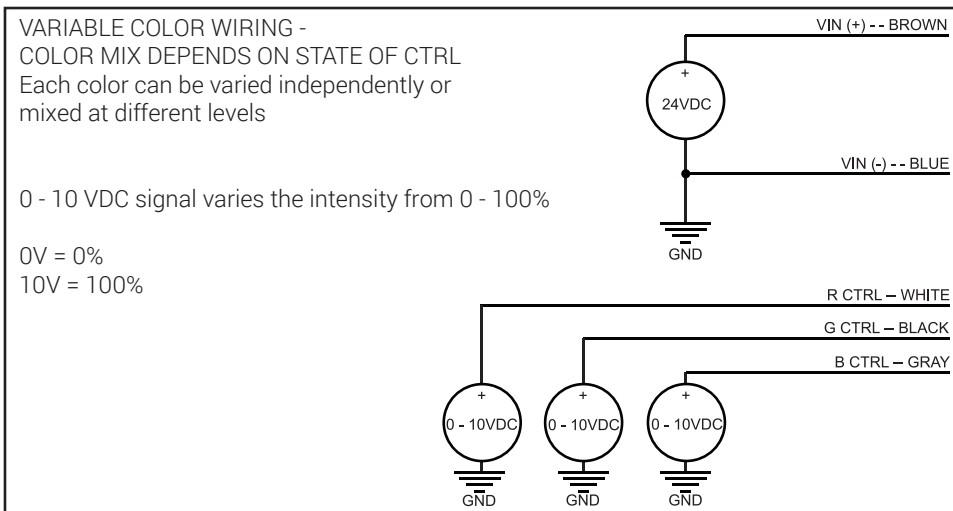 VARIABLE COLOR WIRING -
COLOR MIX DEPENDS ON STATE OF CTRL
Each color can be varied independently or
mixed at different levels
0 - 10 VDC signal varies the intensity from 0 - 100%
0V = 0%
10V = 100%
VIN (+) - - BROWN
+
24VDC
VIN (-) - - BLUE
GND
R CTRL – WHITE
G CTRL – BLACK
B CTRL – GRAY
+ + +
0 - 10VDC 0 - 10VDC 0 - 10VDC
GND GND GND